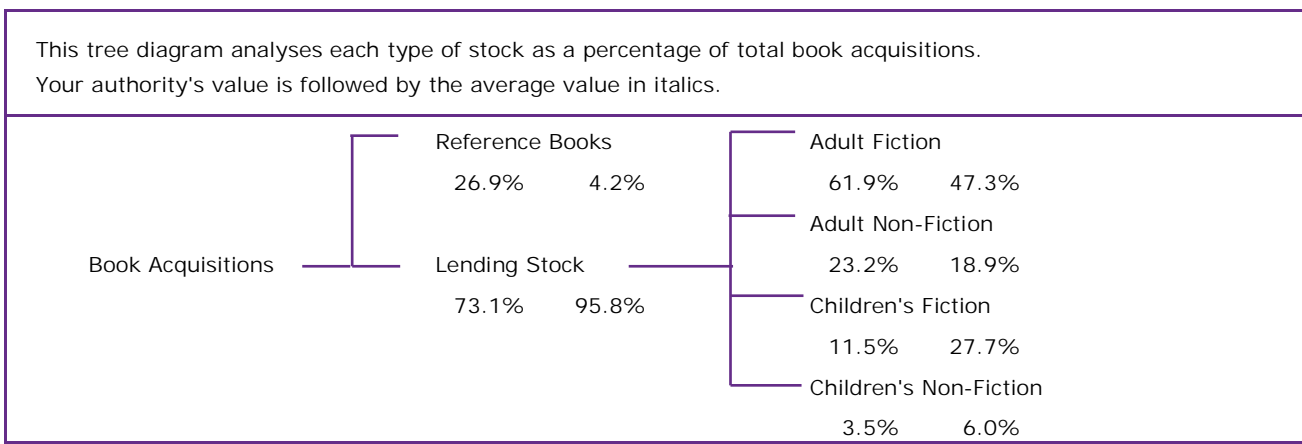 This tree diagram analyses each type of stock as a percentage of total book acquisitions.
Your authority's value is followed by the average value in italics.
Reference Books
26.9% 4.2%
Book Acquisitions
Lending Stock
73.1% 95.8%
Adult Fiction
61.9% 47.3%
Adult Non-Fiction
23.2% 18.9%
Children's Fiction
11.5% 27.7%
Children's Non-Fiction
3.5% 6.0%